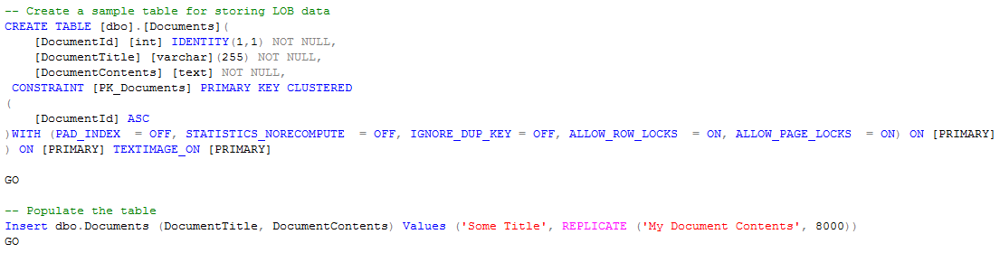 -- Create a sample table for storing LOB data
CREATE TABLE [dbo].[Documents](
    [DocumentId] [int] IDENTITY(1,1) NOT NULL,
    [DocumentTitle] [varchar](255) NOT NULL,
    [DocumentContents] [text] NOT NULL,
 CONSTRAINT [PK_Documents] PRIMARY KEY CLUSTERED
(
    [DocumentId] ASC
)WITH (PAD_INDEX  = OFF, STATISTICS_NORECOMPUTE  = OFF, IGNORE_DUP_KEY = OFF, ALLOW_ROW_LOCKS  = ON, ALLOW_PAGE_LOCKS  = ON) ON [PRIMARY]
) ON [PRIMARY] TEXTIMAGE_ON [PRIMARY]

GO

-- Populate the table
Insert dbo.Documents (DocumentTitle, DocumentContents) Values ('Some Title', REPLICATE ('My Document Contents', 8000))
GO